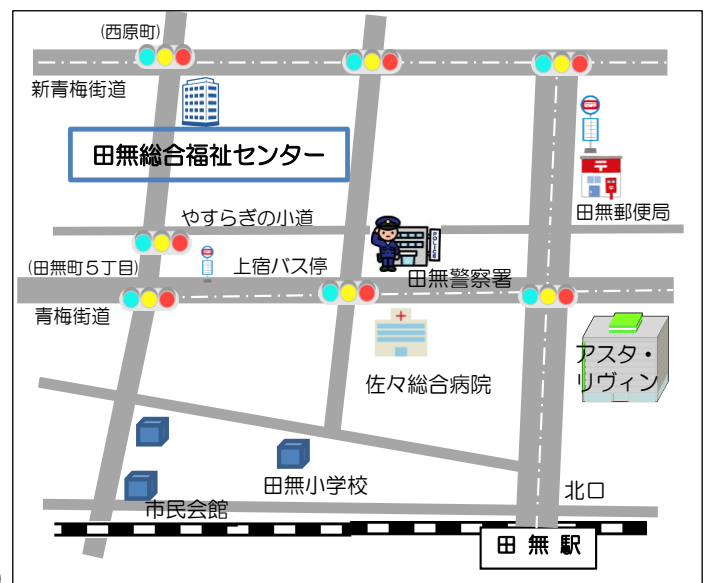 (西原町)
新青梅街道
田無総合福祉センター
田無郵便局
やすらぎの小道
POLICE
(田無町５丁目)
上宿バス停
田無警察署
青梅街道
アスタ・
リヴィン
佐々総合病院
田無小学校
北口
市民会館
田無駅